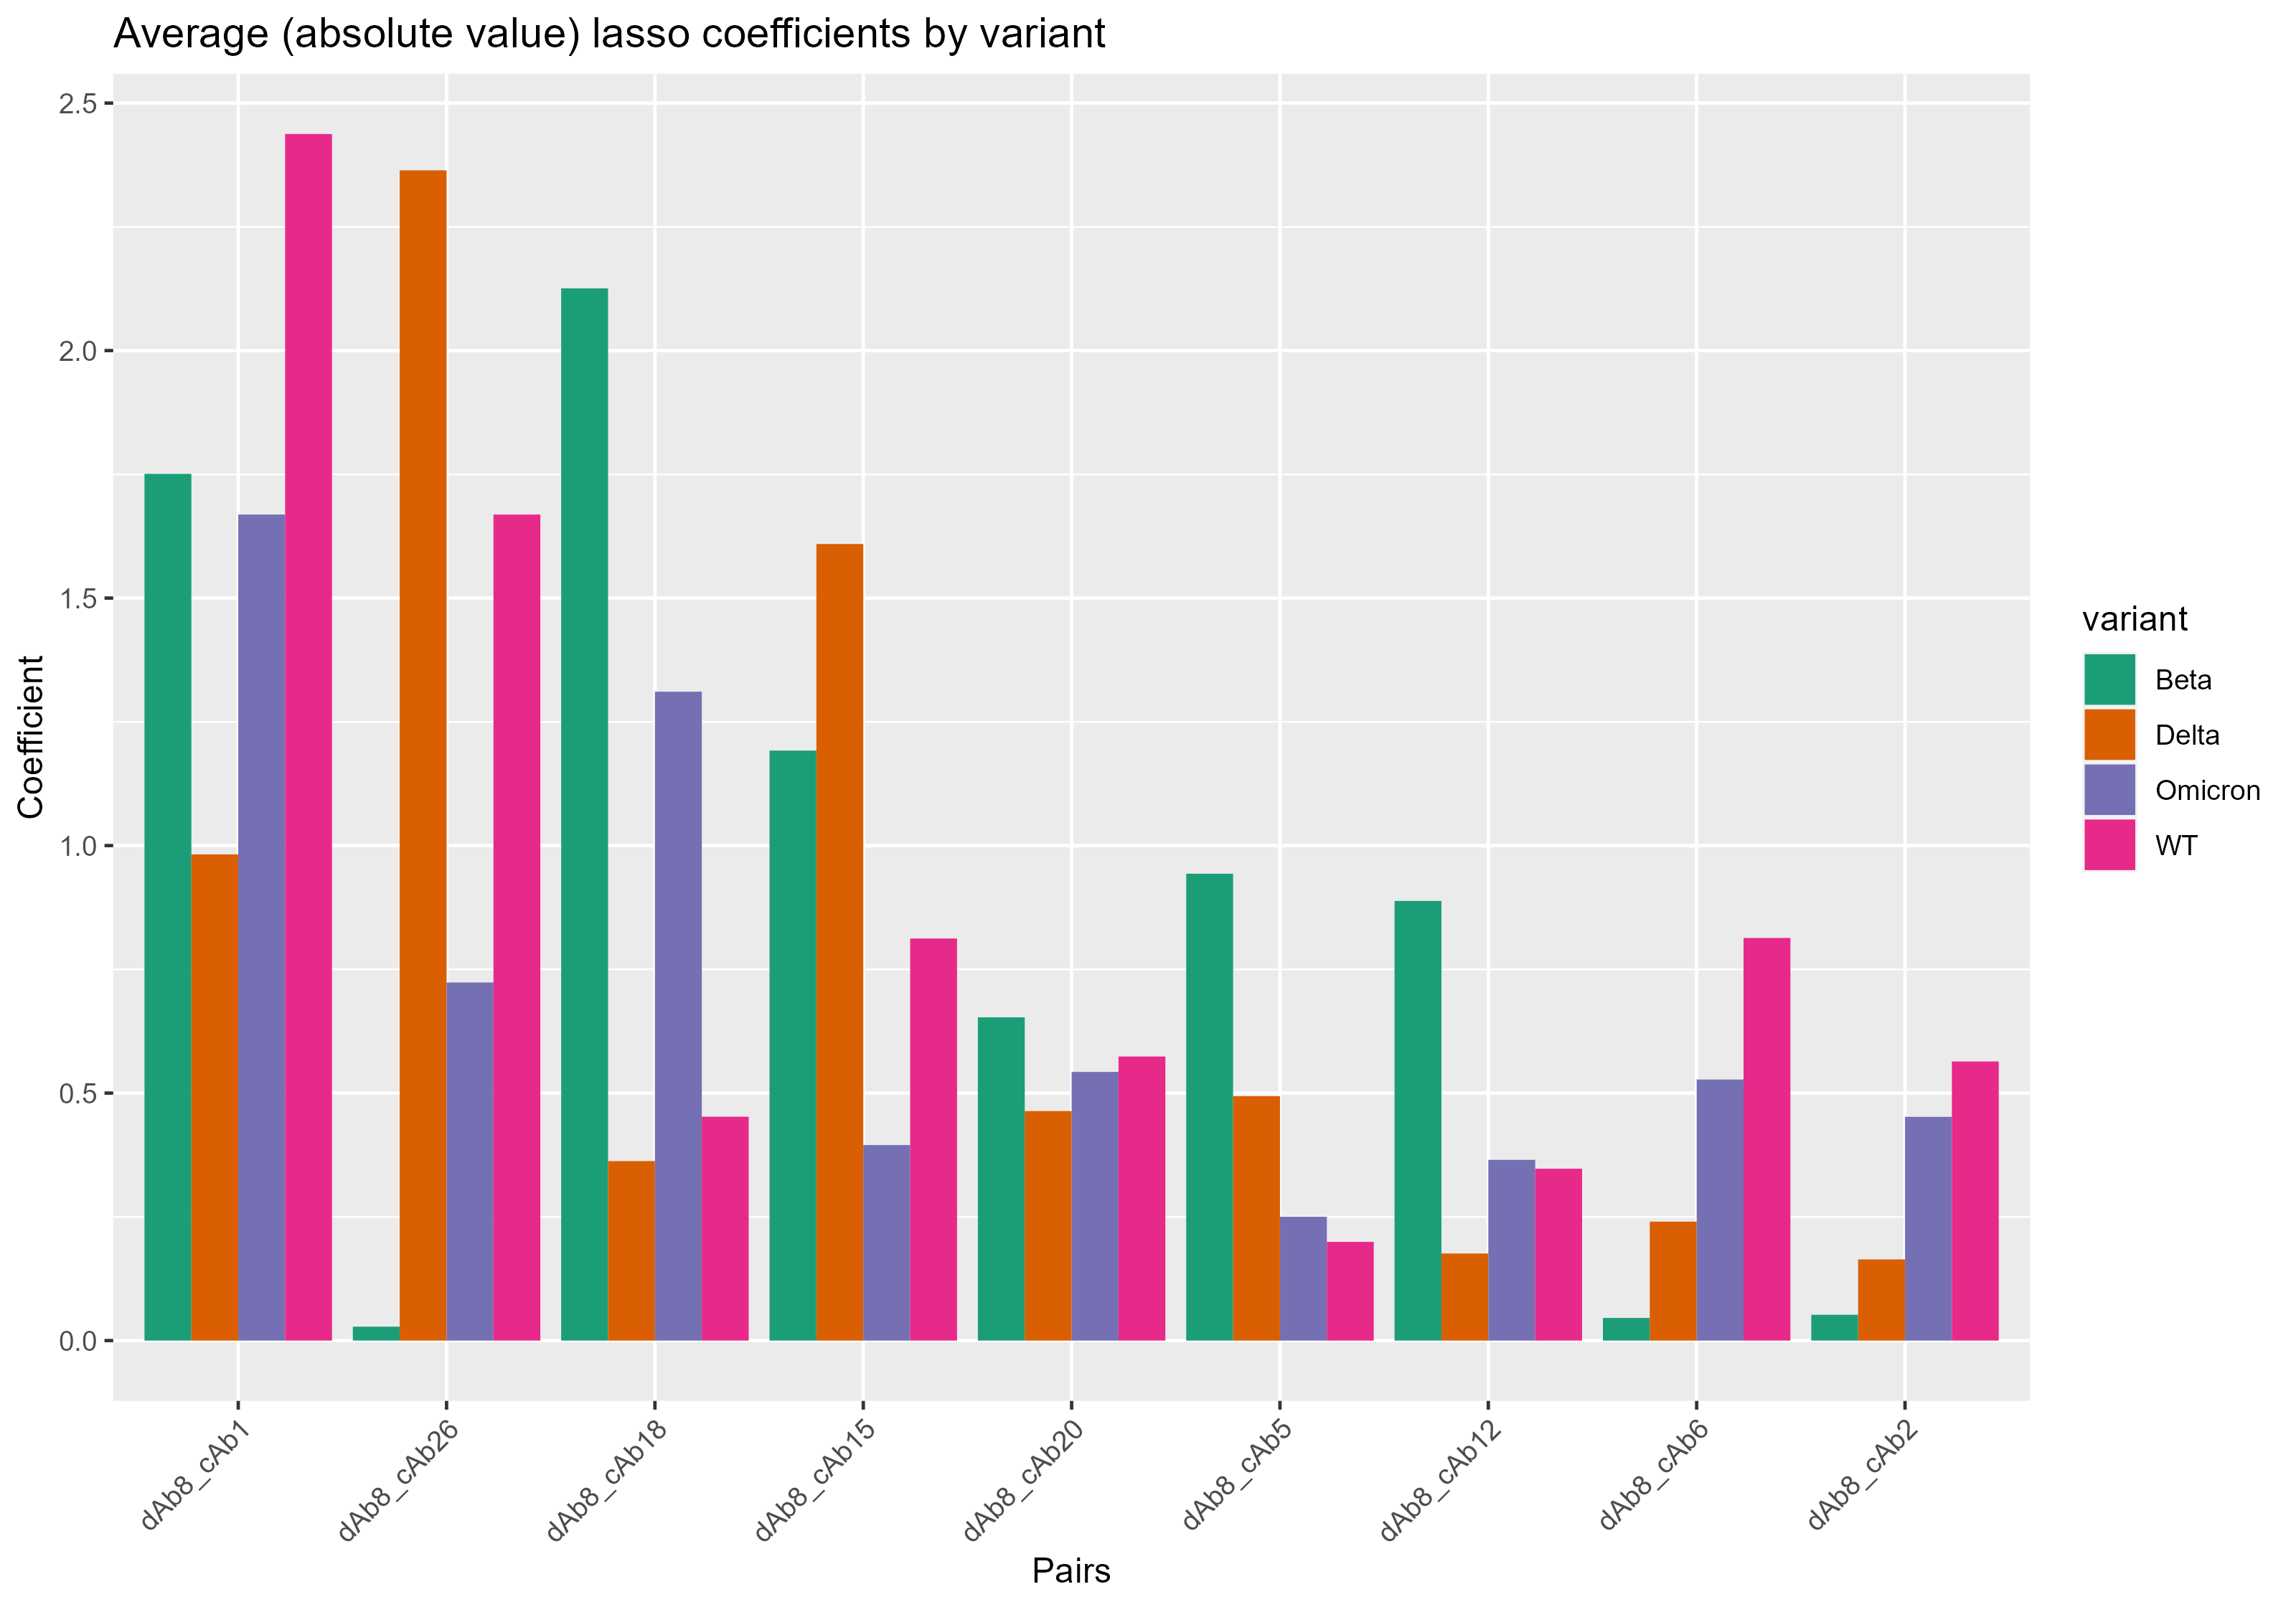 Average (absolute value) lasso coefficients by variant
2.5
2.0
1.5
1.0
0.5
0.0
Coefficient
dAb8_cAb1
dAb8_cAb26
dAb8_cAb18
dAb8_cAb15
dAb8_cAb20
dAb8_cAb5
dAb8_cAb12
dAb8_cAb6
dAb8_cAb2
Pairs
variant
Beta
Delta
Omicron
WT